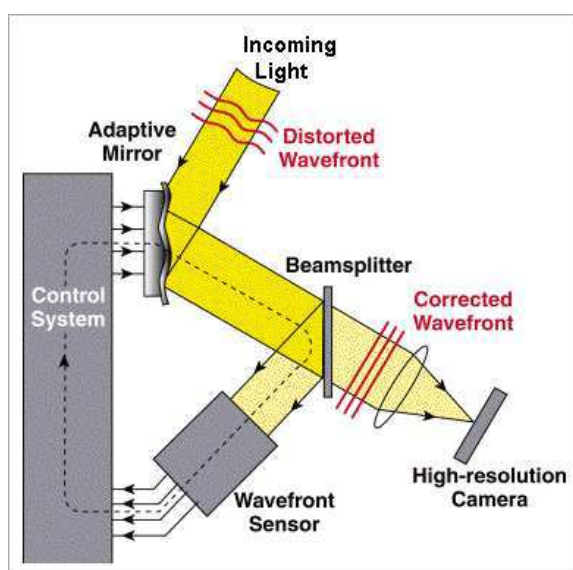 Incoming
Light
Adaptive
Mirror
Distorted
Wavefront
Beamsplitter
Control
System
Corrected
Wavefront
High-resolution
Camera
Wavefront
Sensor